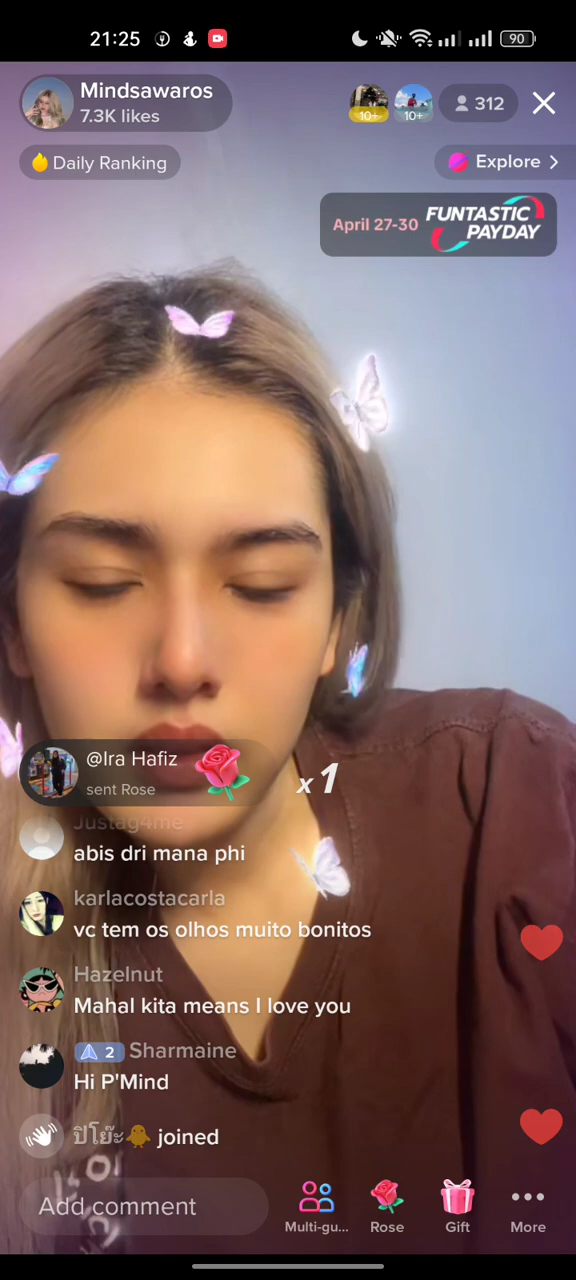 21:25
90
Mindsawaros
7.3K likes
10+
10+
312
Daily Ranking
Explore
April 27-30
FUNTASTIC
PAYDAY
@Ira Hafiz
sent Rose
x1
Justag4me
abis dri mana phi
karlacostacarla
vc tem os olhos muito bonitos
Hazelnut
Mahal kita means I love you
2 Sharmaine
Hi P'Mind
ปิโย๊ะ joined
Add comment
Multi-gu...
Rose
Gift
More